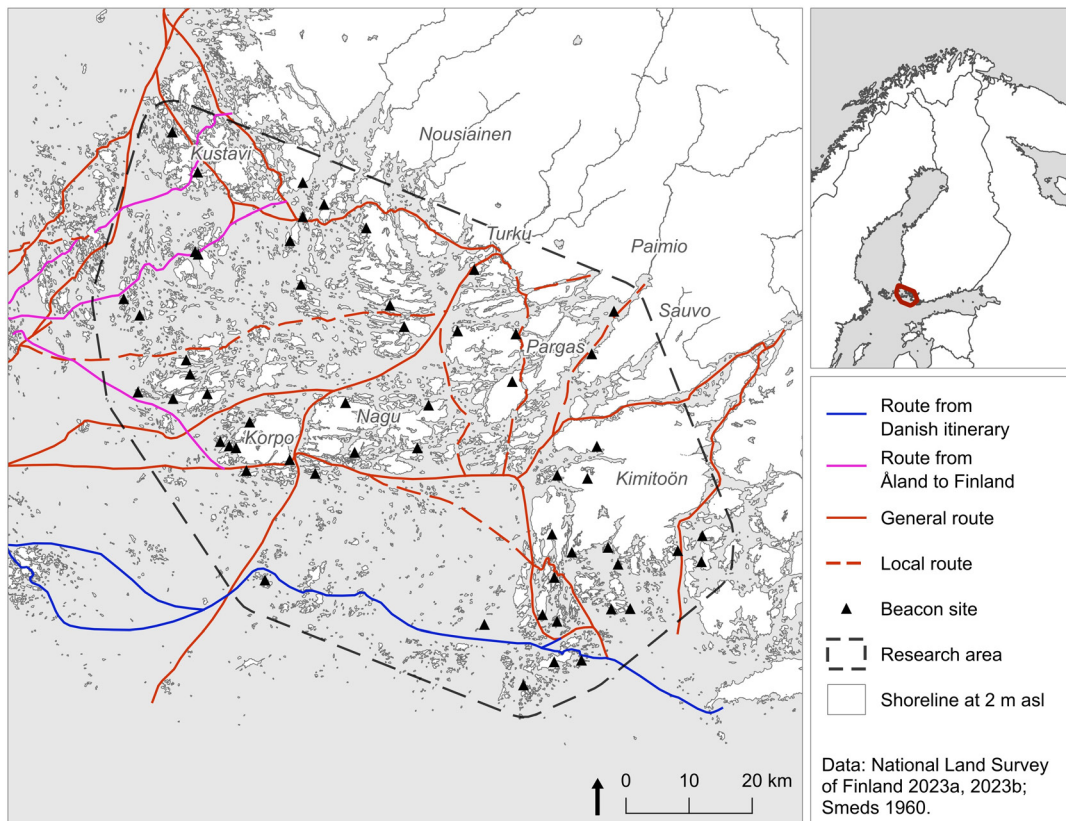 Nousiainen
Kustavi
Turku
Paimio
Sauvo
Pargas
Nagu
Korpo
Kimitoön
0 10 20 km
Route from
Danish itinerary
Route from
Åland to Finland
General route
Local route
Beacon site
Research area
Shoreline at 2 m asl
Data: National Land Survey
of Finland 2023a, 2023b;
Smeds 1960.